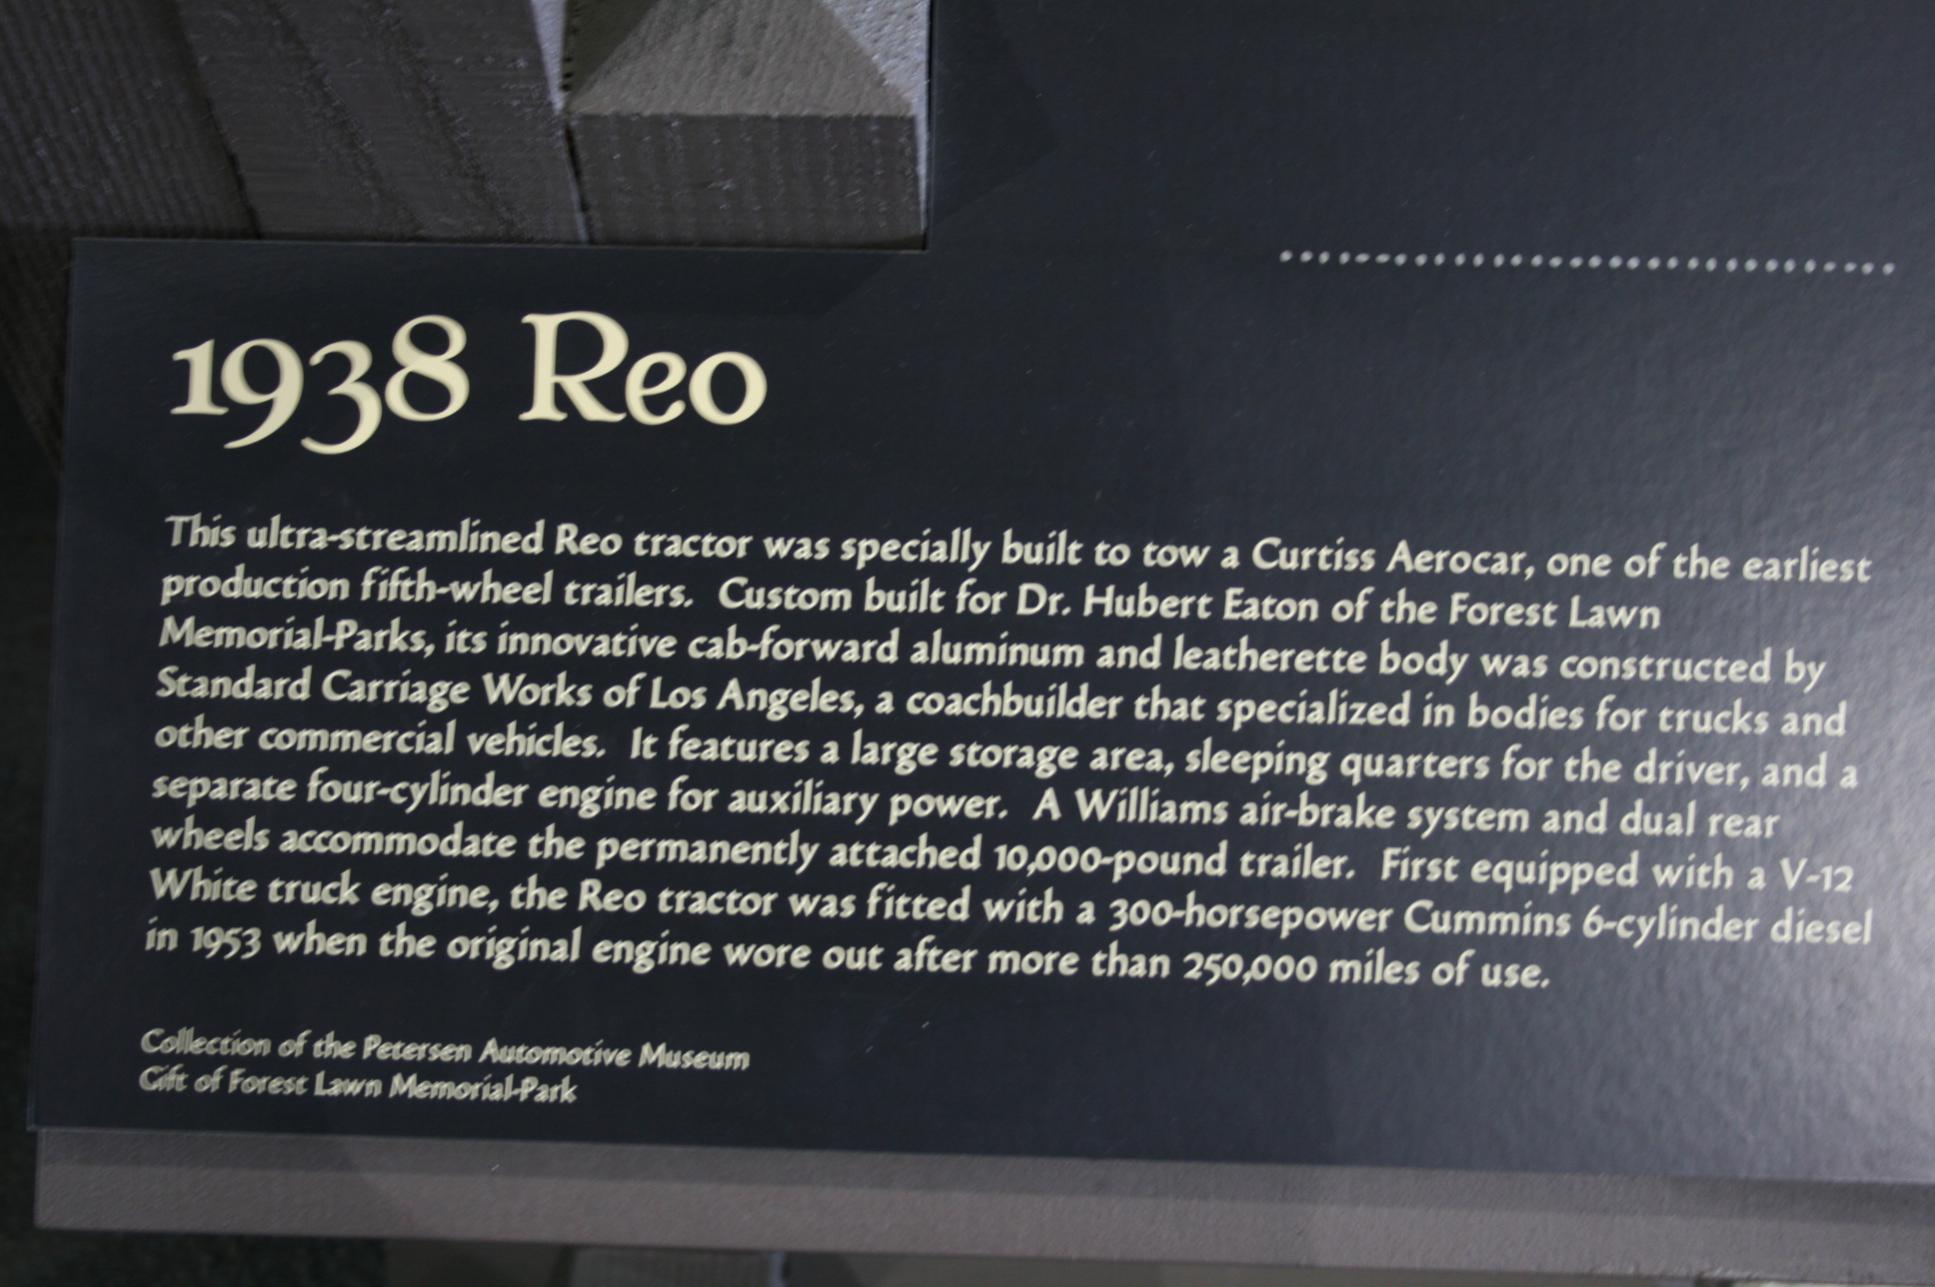 1938 Reo
This ultra-streamlined Reo tractor was specially built to tow a Curtiss Aerocar, one of the earliest
production fifth-wheel trailers. Custom built for Dr. Hubert Eaton of the Forest Lawn
Memorial-Parks, its innovative cab-forward aluminum and leatherette body was constructed by
Standard Carriage Works of Los Angeles, a coachbuilder that specialized in bodies for trucks and
other commercial vehicles. It features a large storage area, sleeping quarters for the driver, and a
separate four-cylinder engine for auxiliary power. A Williams air-brake system and dual rear
wheels accommodate the permanently attached 10,000-pound trailer. First equipped with a V-12
White truck engine, the Reo tractor was fitted with a 300-horsepower Cummins 6-cylinder diesel
in 1953 when the original engine wore out after more than 250,000 miles of use.
Collection of the Petersen Automotive Museum
Gift of Forest Lawn Memorial-Park